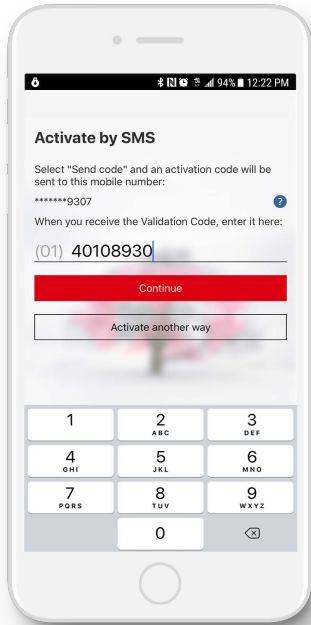 94% 12:22 PM
Activate by SMS
Select "Send code" and an activation code will be
sent to this mobile number:
*******9307 ?
When you receive the Validation Code, enter it here:
(01) 40108930
Continue
Activate another way
1 2 3
ABC DEF
4 5 6
GHI JKL MNO
7 8 9
PQRS TUV WXYZ
0